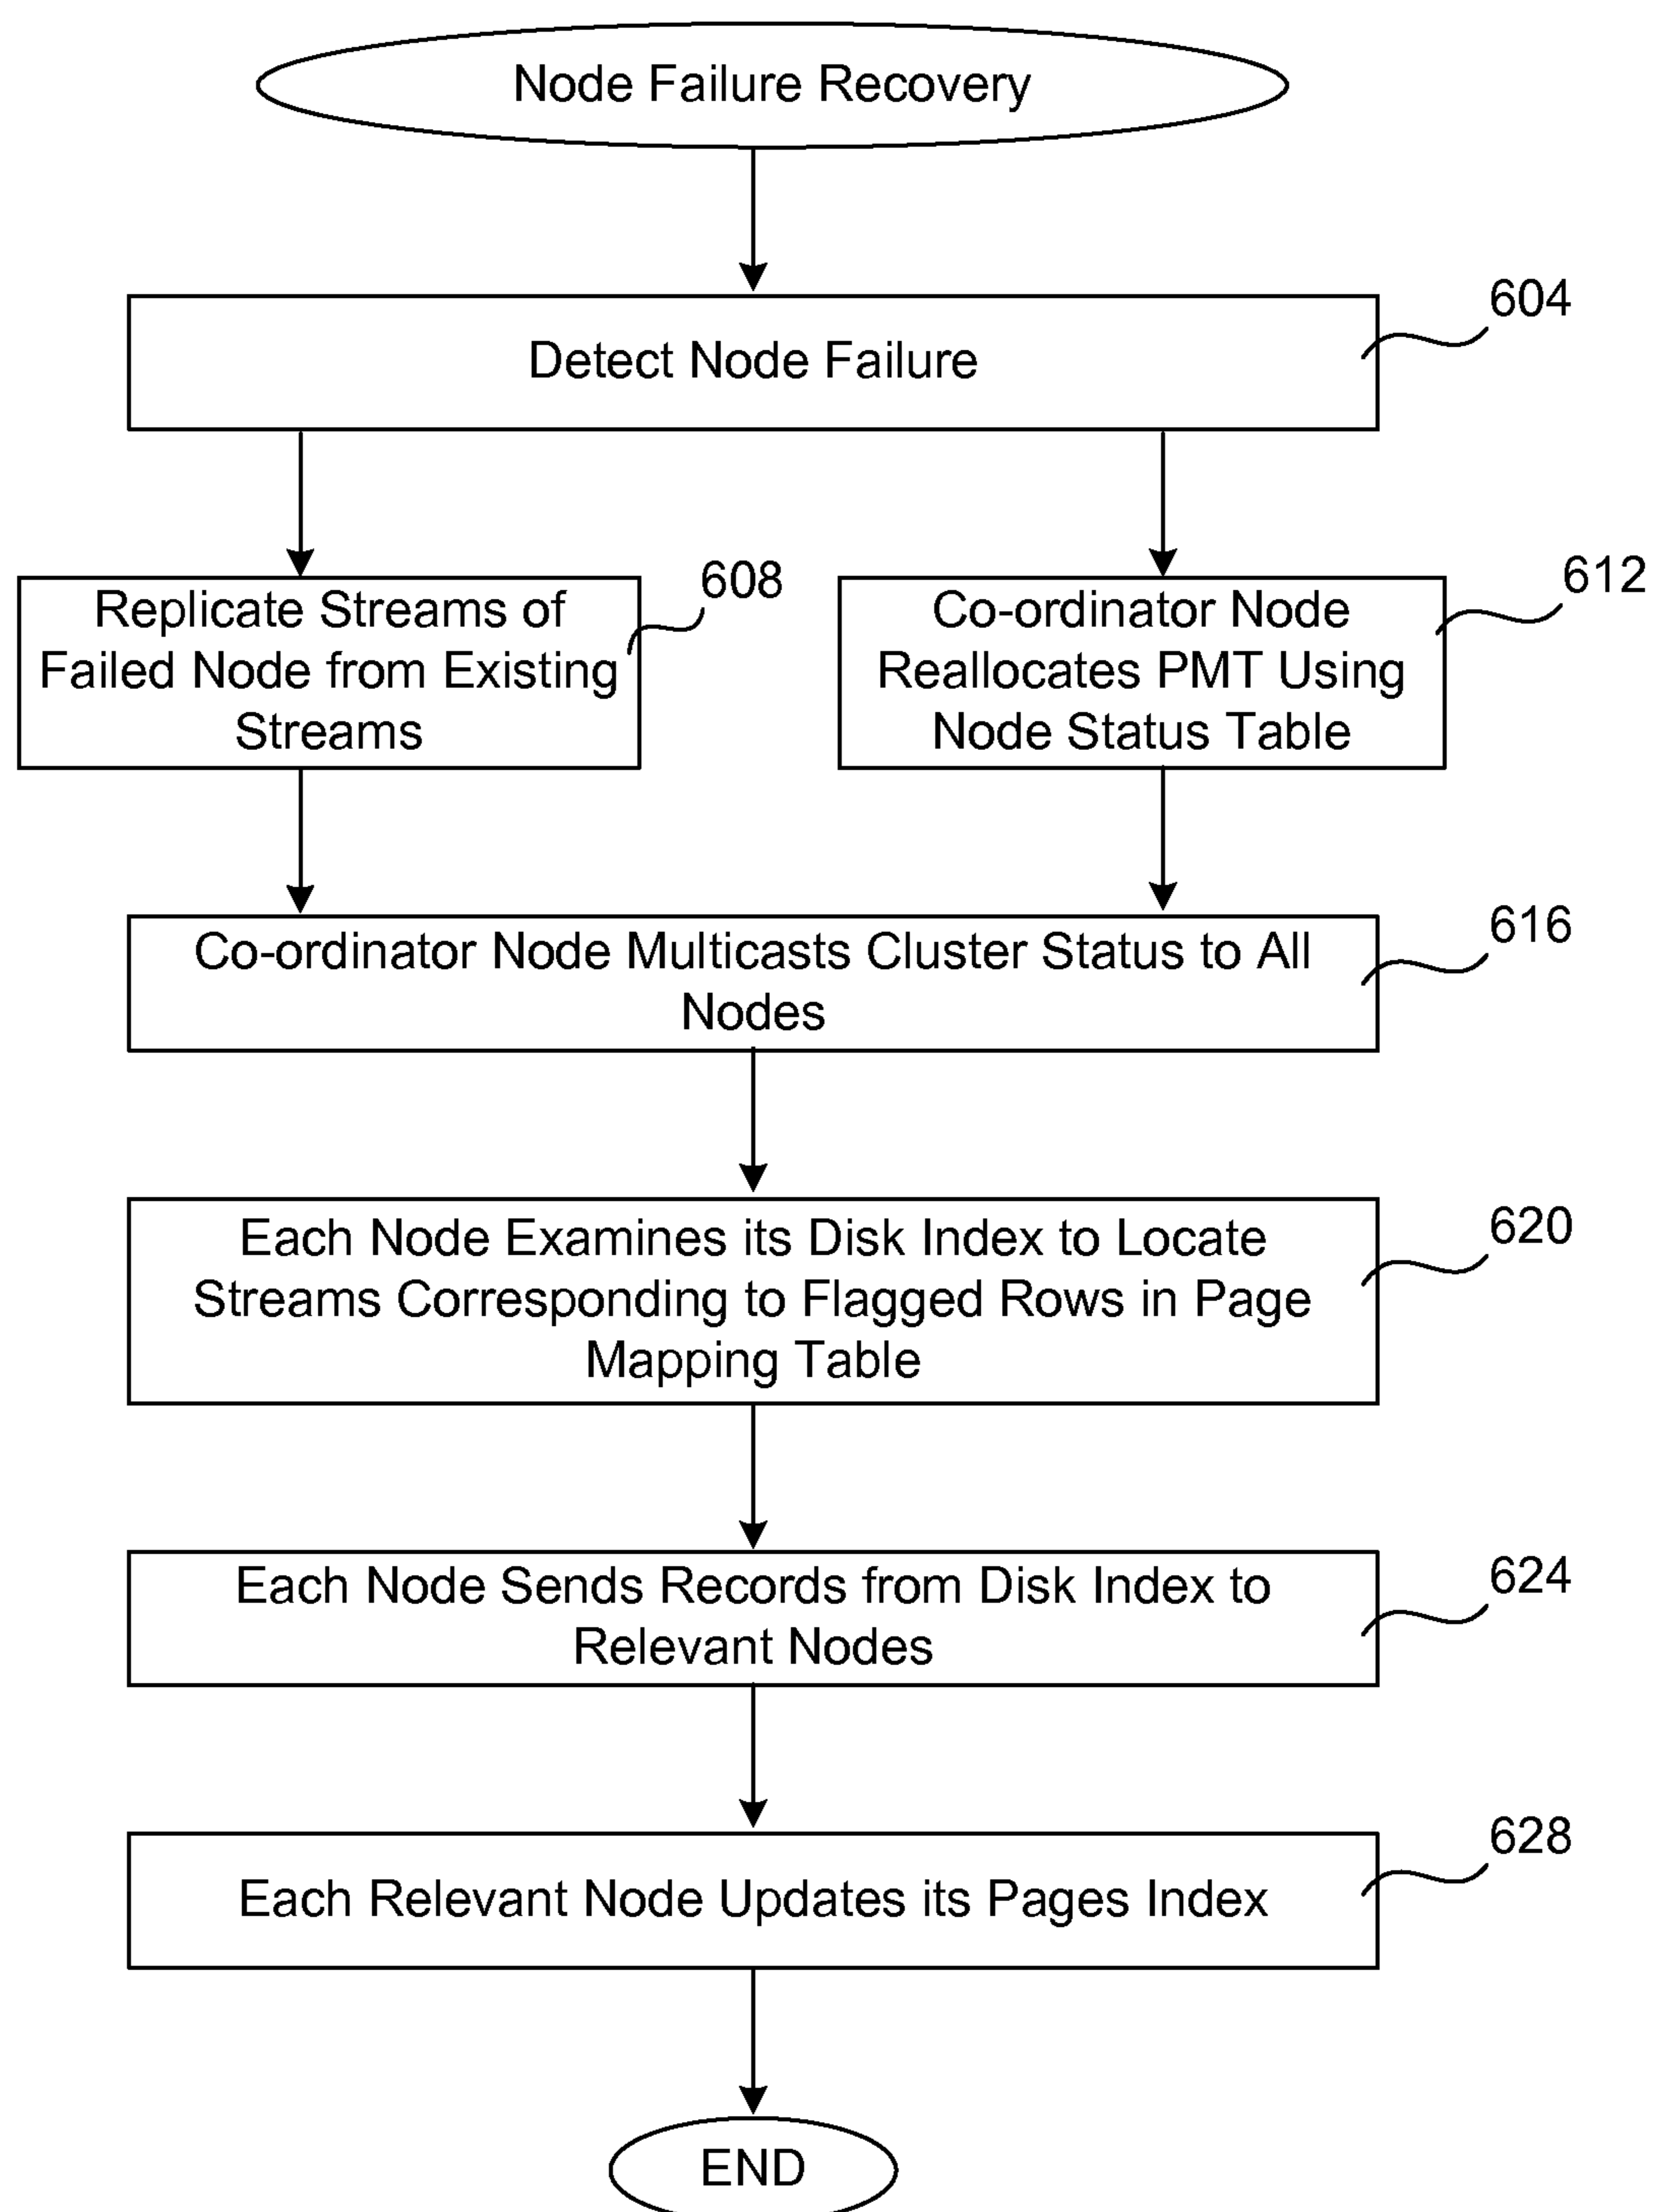 Node Failure Recovery
604
Detect Node Failure
608
Replicate Streams of
Failed Node from Existing
Streams
612
Co-ordinator Node
Reallocates PMT Using
Node Status Table
616
Co-ordinator Node Multicasts Cluster Status to All
Nodes
620
Each Node Examines its Disk Index to Locate
Streams Corresponding to Flagged Rows in Page
Mapping Table
624
Each Node Sends Records from Disk Index to
Relevant Nodes
628
Each Relevant Node Updates its Pages Index
END